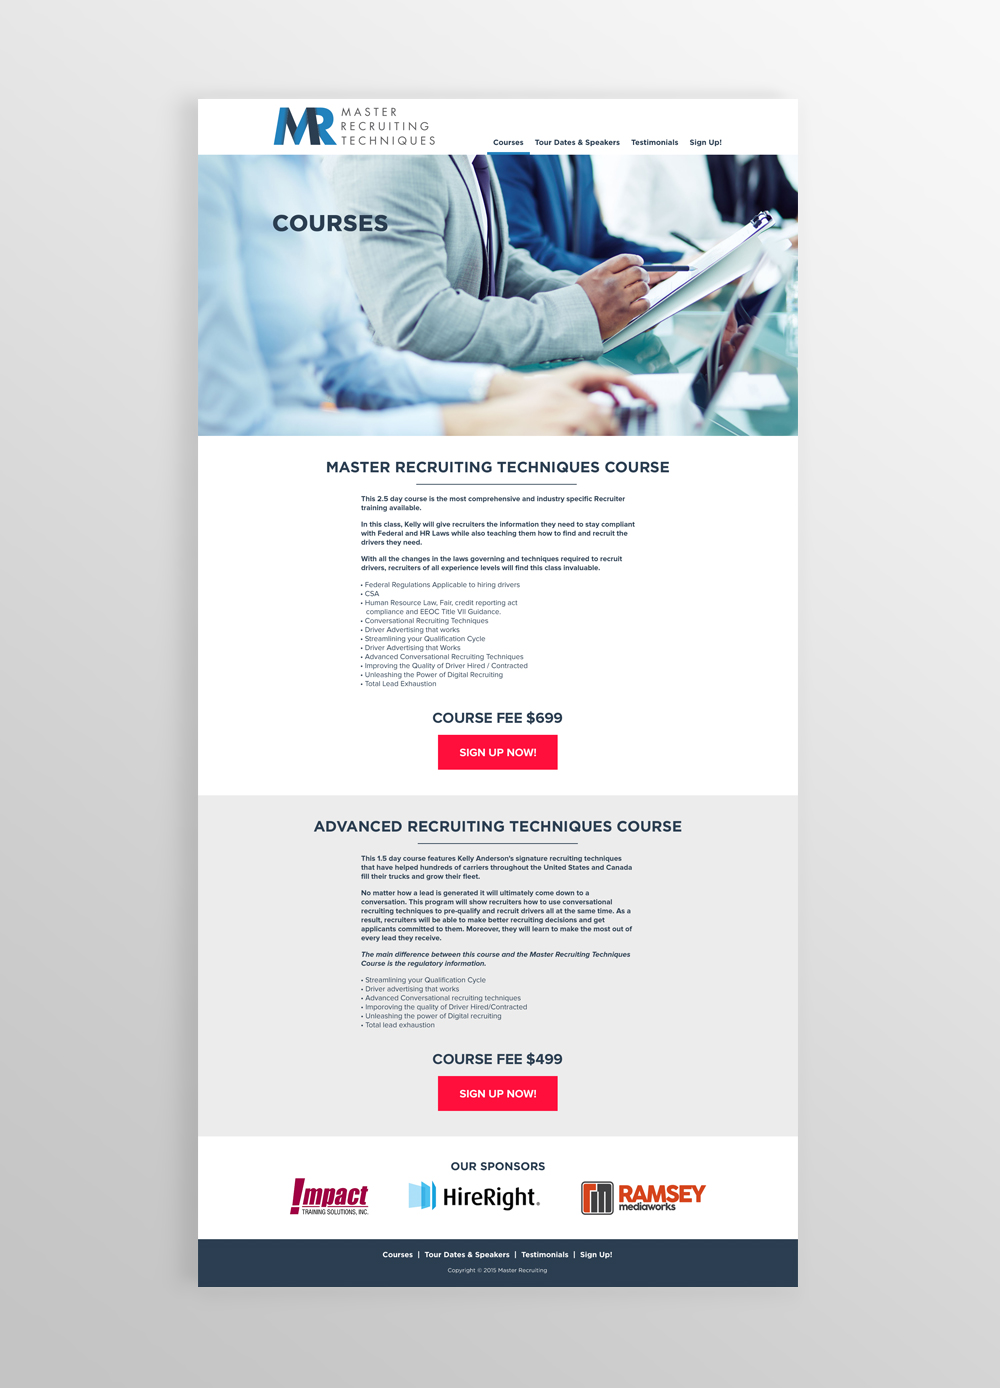 MR MASTER
RECRUITING
TECHNIQUES
Courses Tour Dates & Speakers Testimonials Sign Up!
COURSES
MASTER RECRUITING TECHNIQUES COURSE
This 2.5 day course is the most comprehensive and industry specific Recruiter
training available.
In this class, Kelly will give recruiters the information they need to stay compliant
with Federal and HR Laws while also teaching them how to find and recruit the
drivers they need.
With all the changes in the laws governing and techniques required to recruit
drivers, recruiters of all experience levels will find this class invaluable.
• Federal Regulations Applicable to hiring drivers
• CSA
• Human Resource Law, Fair, credit reporting act
compliance and EEOC Title VII Guidance.
• Conversational Recruiting Techniques
• Driver Advertising that works
• Streamlining your Qualification Cycle
• Driver Advertising that Works
• Advanced Conversational Recruiting Techniques
• Improving the Quality of Driver Hired / Contracted
• Unleashing the Power of Digital Recruiting
• Total Lead Exhaustion
COURSE FEE $699
SIGN UP NOW!
ADVANCED RECRUITING TECHNIQUES COURSE
This 1.5 day course features Kelly Anderson's signature recruiting techniques
that have helped hundreds of carriers throughout the United States and Canada
fill their trucks and grow their fleet.
No matter how a lead is generated it will ultimately come down to a
conversation. This program will show recruiters how to use conversational
recruiting techniques to pre-qualify and recruit drivers all at the same time. As a
result, recruiters will be able to make better recruiting decisions and get
applicants committed to them. Moreover, they will learn to make the most out of
every lead they receive.
The main difference between this course and the Master Recruiting Techniques
Course is the regulatory information.
• Streamlining your Qualification Cycle
• Driver advertising that works
• Advanced Conversational recruiting techniques
• Imporoving the quality of Driver Hired/Contracted
• Unleashing the power of Digital recruiting
• Total lead exhaustion
COURSE FEE $499
SIGN UP NOW!
OUR SPONSORS
Impact
TRAINING SOLUTIONS, INC.
HireRight®
RAMSEY
mediaworks
Courses | Tour Dates & Speakers | Testimonials | Sign Up!
Copyright © 2015 Master Recruiting